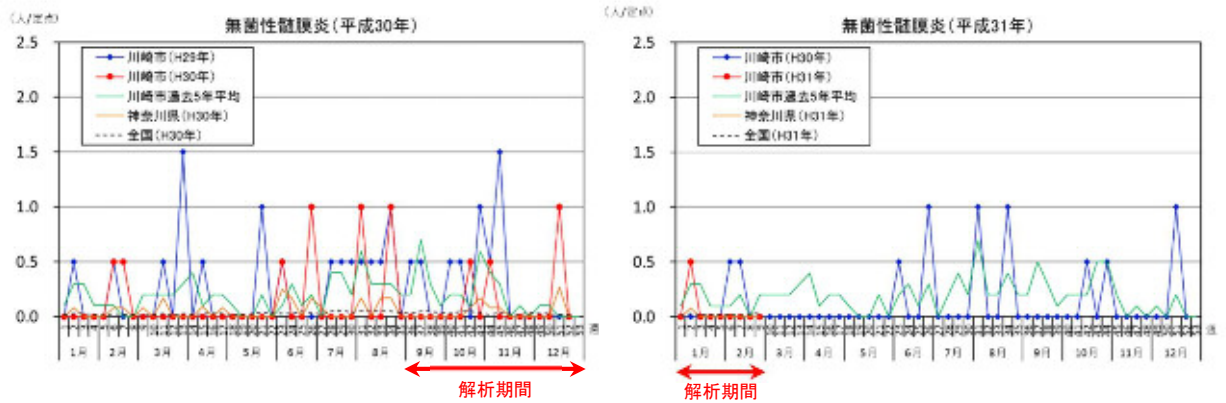 (人/定点)
無菌性髄膜炎(平成30年)
2.5
2.0
1.5
1.0
0.5
0.0
川崎市(H29年)
川崎市(H30年)
川崎市過去5年平均
神奈川県(H30年)
全国(H30年)
週
1月 2月 3月 4月 5月 6月 7月 8月 9月 10月 11月 12月
解析期間
(人/定点)
無菌性髄膜炎(平成31年)
2.5
2.0
1.5
1.0
0.5
0.0
川崎市(H30年)
川崎市(H31年)
川崎市過去5年平均
神奈川県(H31年)
全国(H31年)
週
1月 2月 3月 4月 5月 6月 7月 8月 9月 10月 11月 12月
解析期間